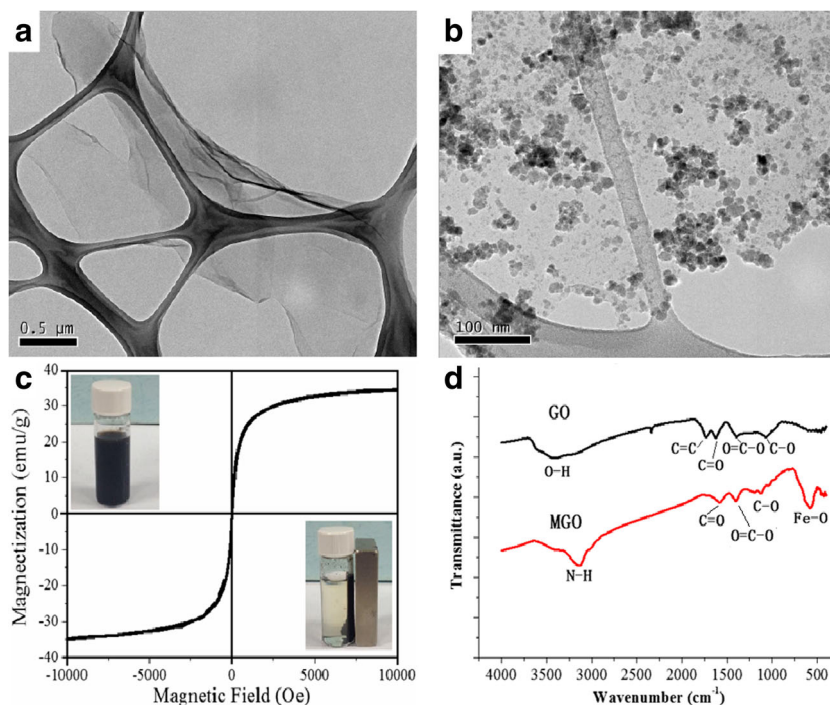 a
0.5 μm
b
100 nm
c
Magnectization (emu/g)
40
30
20
10
0
-10
-20
-30
-40
-10000
-5000
0
5000
10000
Magnetic Field (Oe)
d
Transmittance (a.u.)
GO
O-H
C=C
C=O
O=C-O
C-O
MGO
N-H
C=O
O=C-O
C-O
Fe=O
4000
3500
3000
2500
2000
1500
1000
500
Wavenumber (cm⁻¹)